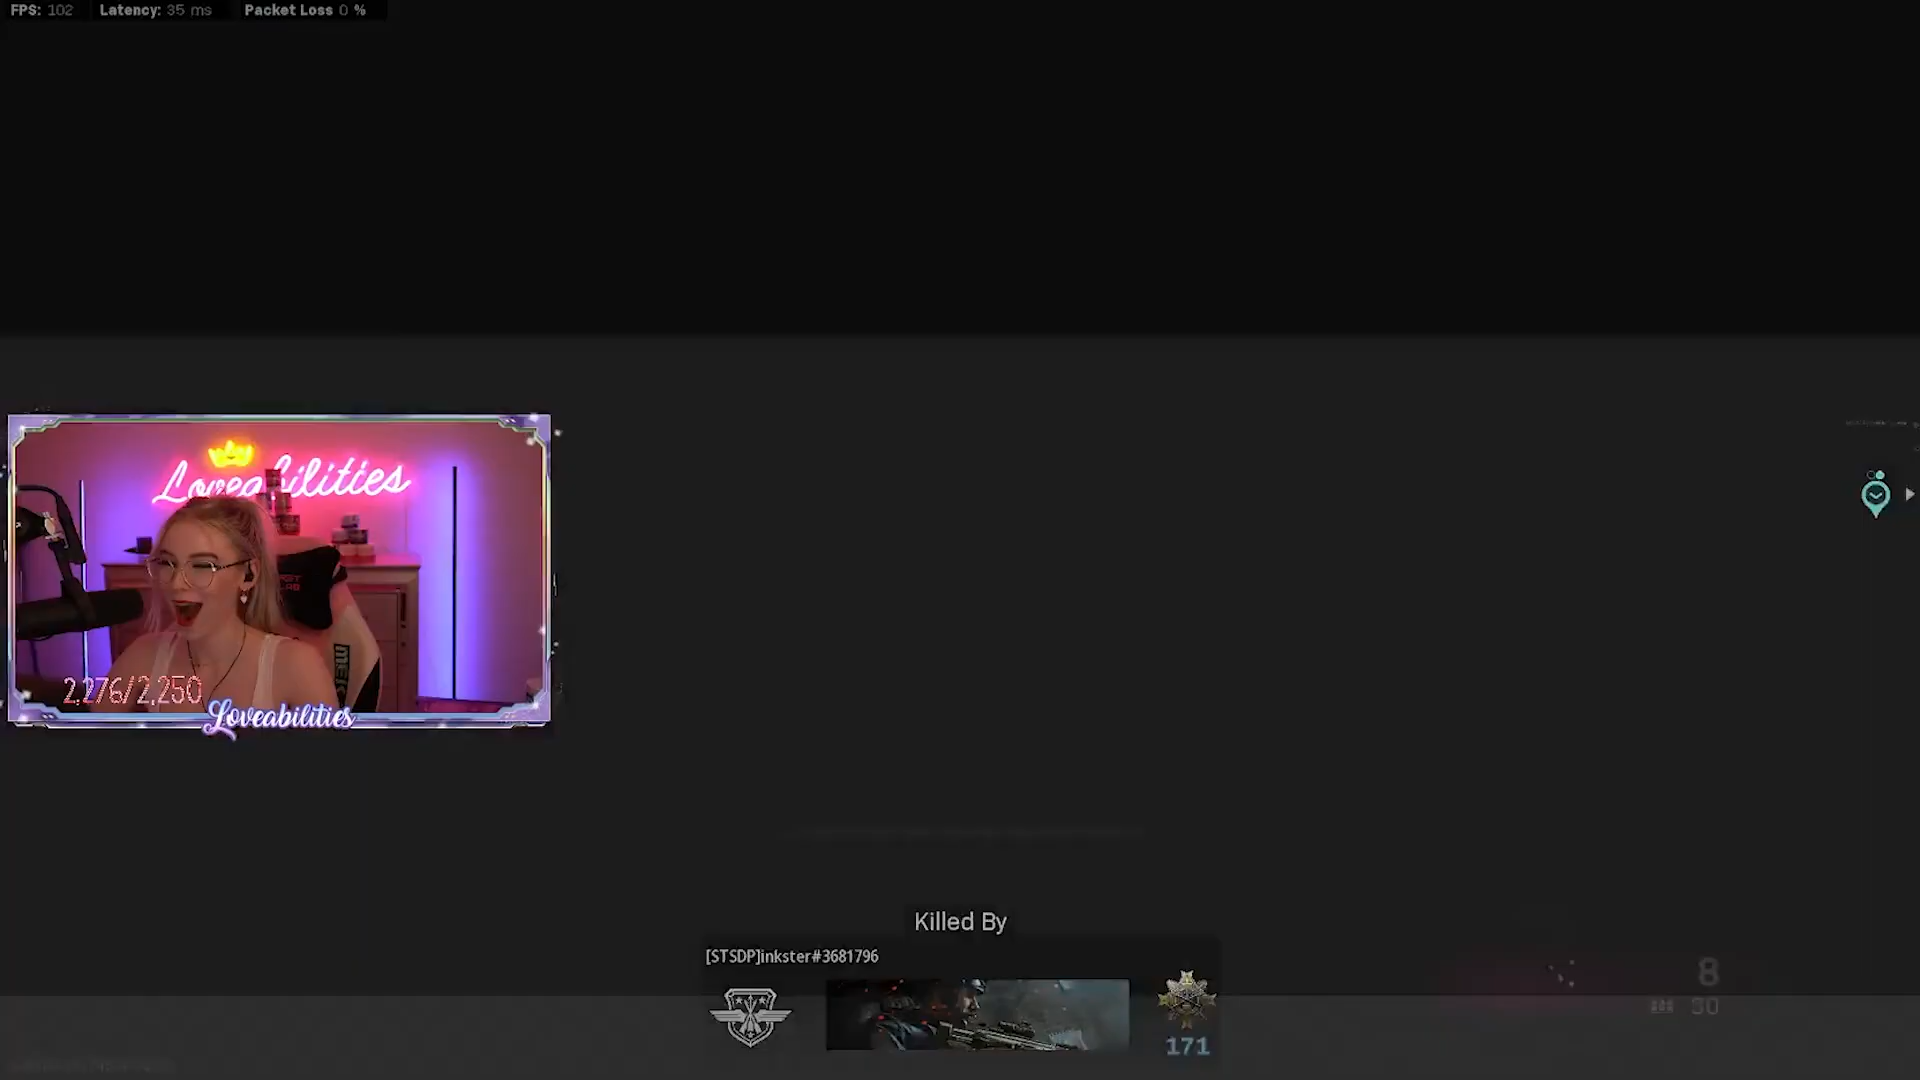 FPS: 102 Latency: 35 ms Packet Loss 0 %
Loveabilities
2,276/2,250
Loveabilities
Killed By
[STSDP]inkster#3681796
171
8
30